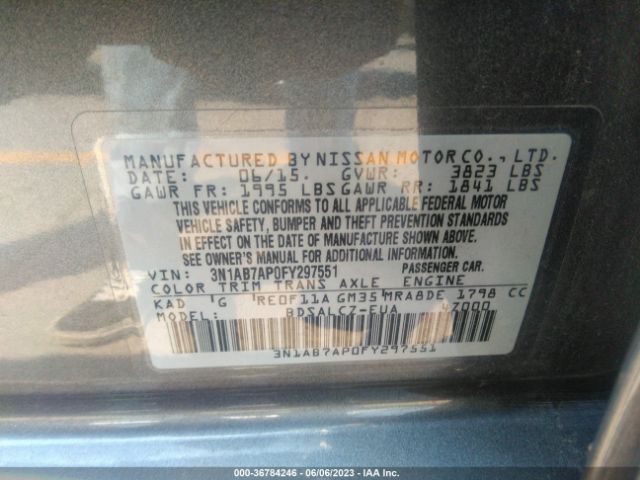 MANUFACTURED BY NISSAN MOTOR CO., LTD.
DATE: 06/15. GVWR: 3823 LBS
GAWR FR: 1995 LBS GAWR RR: 1841 LBS
THIS VEHICLE CONFORMS TO ALL APPLICABLE FEDERAL MOTOR
VEHICLE SAFETY, BUMPER AND THEFT PREVENTION STANDARDS
IN EFFECT ON THE DATE OF MANUFACTURE SHOWN ABOVE.
SEE OWNER'S MANUAL FOR ADDITIONAL INFORMATION.
VIN: 3N1AB7AP0FY297551 PASSENGER CAR.
COLOR TRIM TRANS AXLE ENGINE
KAD G RE0F11A GM35 MRA8DE 1798 CC
MODEL: BDSALCZ-EUA 47000
3N1AB7AP0FY297551
000-36784246 - 06/06/2023 - IAA Inc.